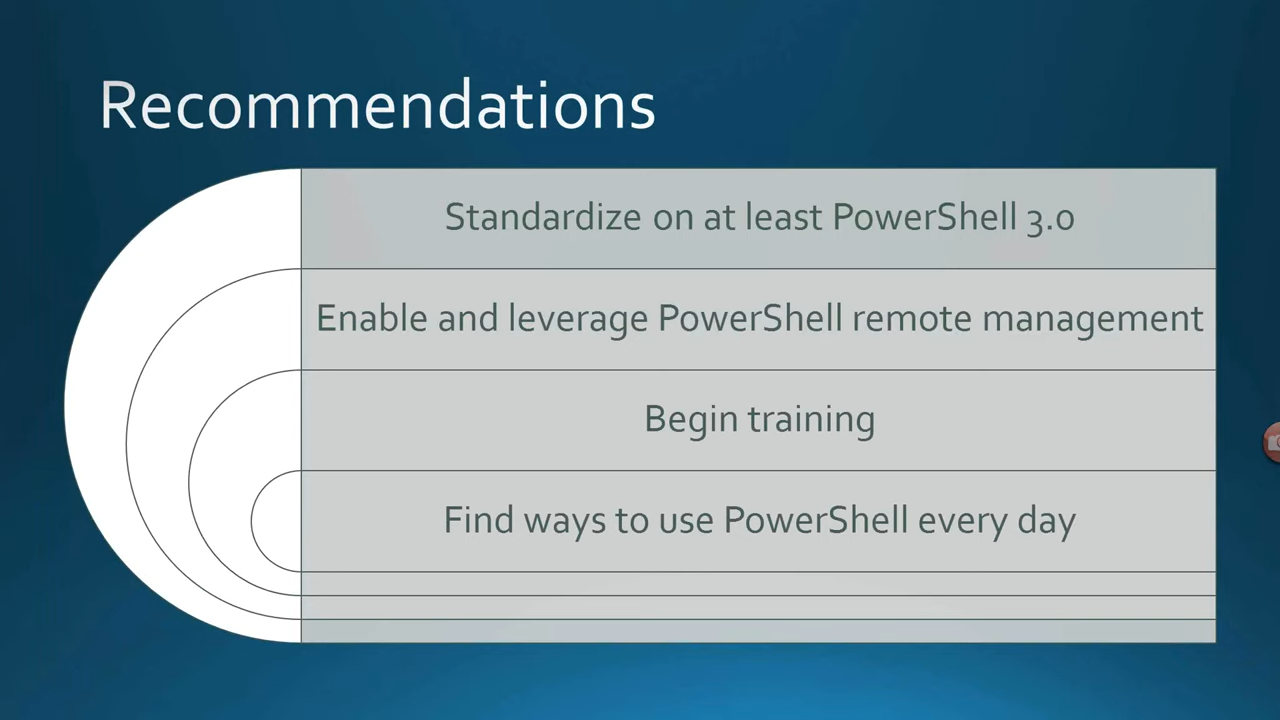 Recommendations
Standardize on at least PowerShell 3.0
Enable and leverage PowerShell remote management
Begin training
Find ways to use PowerShell every day